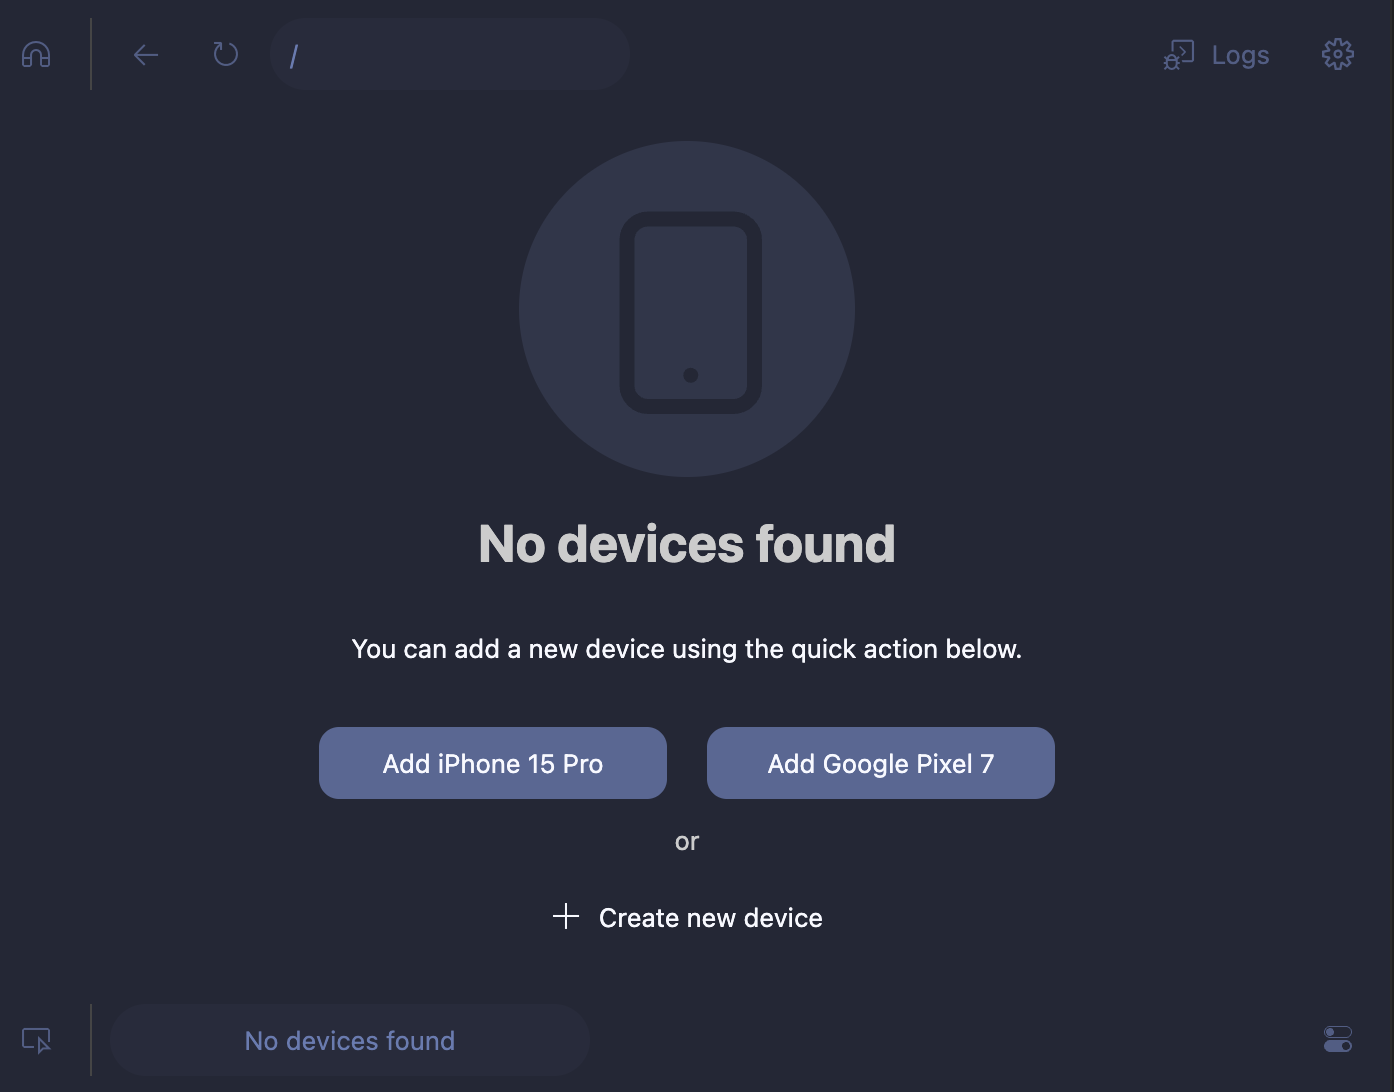 /
Logs
No devices found
You can add a new device using the quick action below.
Add iPhone 15 Pro
Add Google Pixel 7
or
Create new device
No devices found